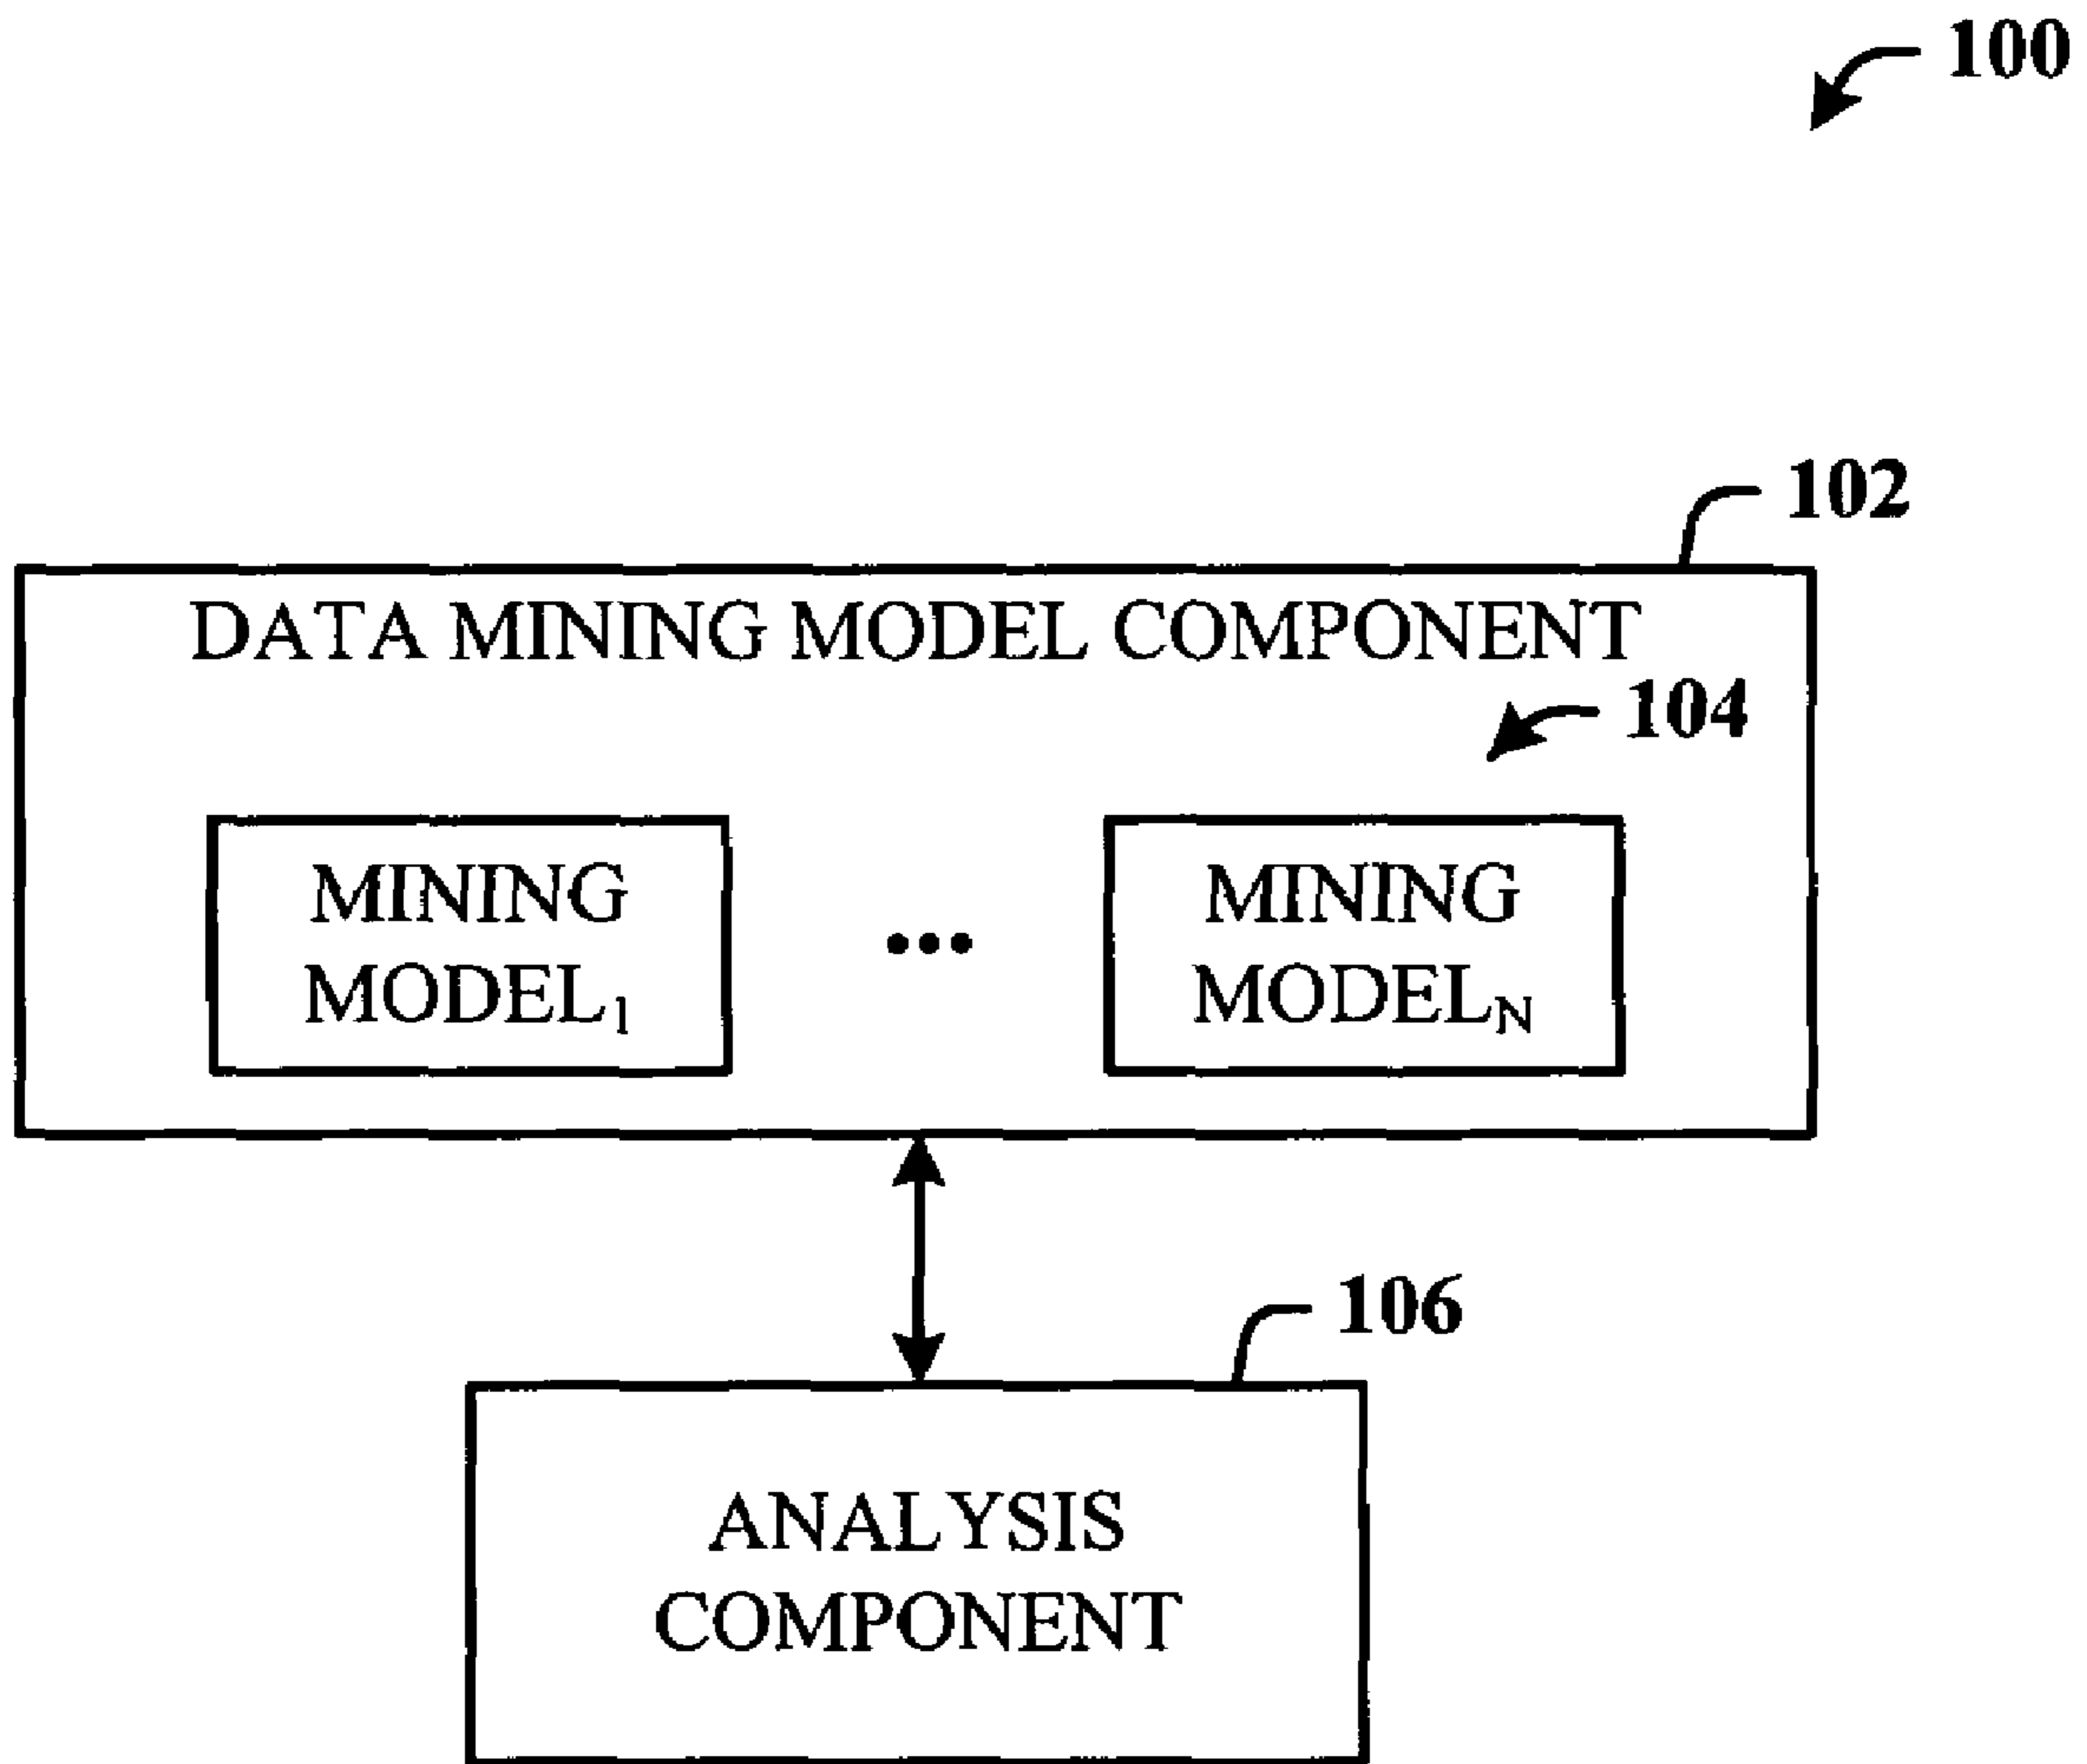 100
102
DATA MINING MODEL COMPONENT
104
MINING
MODEL₁
•••
MINING
MODELN
106
ANALYSIS
COMPONENT